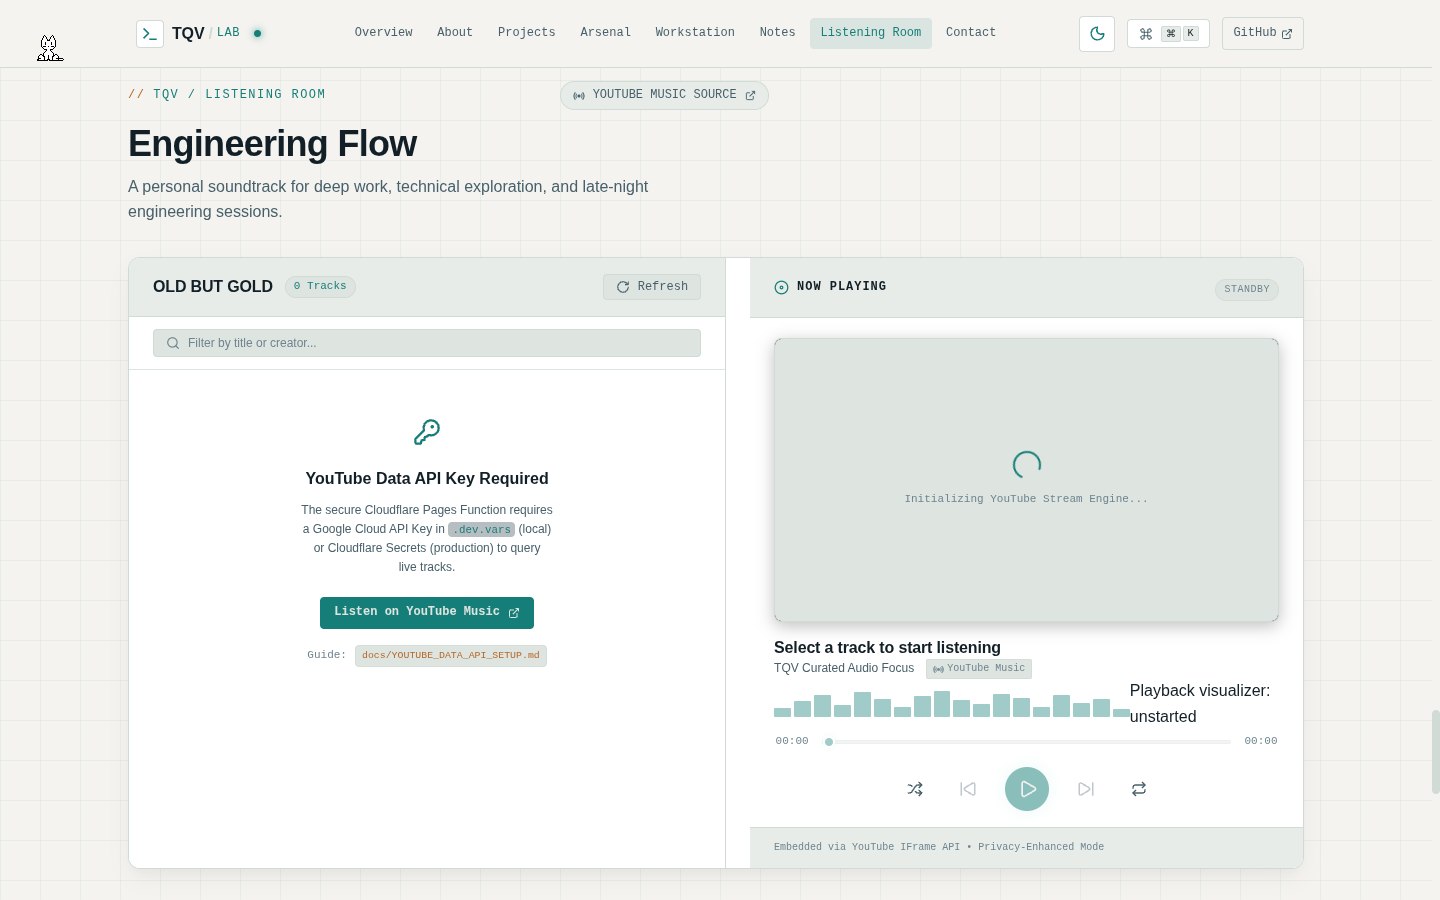 TQV / LAB
Overview
About
Projects
Arsenal
Workstation
Notes
Listening Room
Contact
⌘ ⌘ K
GitHub
// TQV / LISTENING ROOM
YOUTUBE MUSIC SOURCE
Engineering Flow
A personal soundtrack for deep work, technical exploration, and late-night
engineering sessions.
OLD BUT GOLD
0 Tracks
Refresh
Filter by title or creator...
YouTube Data API Key Required
The secure Cloudflare Pages Function requires
a Google Cloud API Key in .dev.vars (local)
or Cloudflare Secrets (production) to query
live tracks.
Listen on YouTube Music
Guide: docs/YOUTUBE_DATA_API_SETUP.md
NOW PLAYING
STANDBY
Initializing YouTube Stream Engine...
Select a track to start listening
TQV Curated Audio Focus
YouTube Music
Playback visualizer:
unstarted
00:00
00:00
Embedded via YouTube IFrame API • Privacy-Enhanced Mode